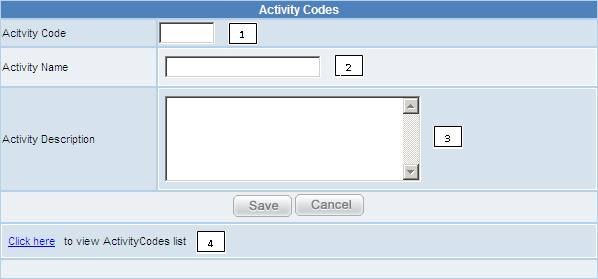 Activity Codes
Acitvity Code 1
Activity Name 2
Activity Description 3
Save Cancel
Click here to view ActivityCodes list 4